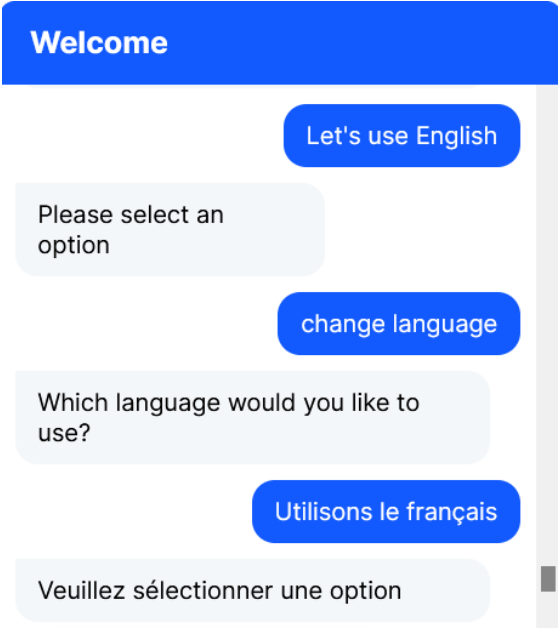 Welcome
Let's use English
Please select an
option
change language
Which language would you like to
use?
Utilisons le français
Veuillez sélectionner une option